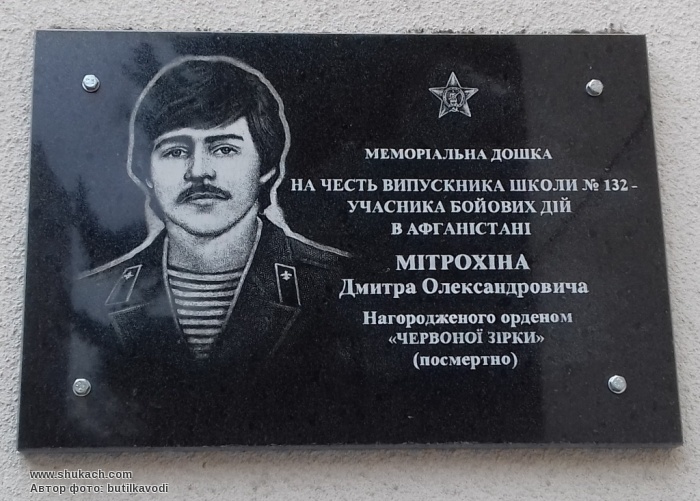 МЕМОРІАЛЬНА ДОШКА
НА ЧЕСТЬ ВИПУСКНИКА ШКОЛИ № 132 -
УЧАСНИКА БОЙОВИХ ДІЙ
В АФГАНІСТАНІ
МІТРОХІНА
Дмитра Олександровича
Нагородженого орденом
«ЧЕРВОНОЇ ЗІРКИ»
(посмертно)
www.shukach.com
Автор фото: butilkavodi